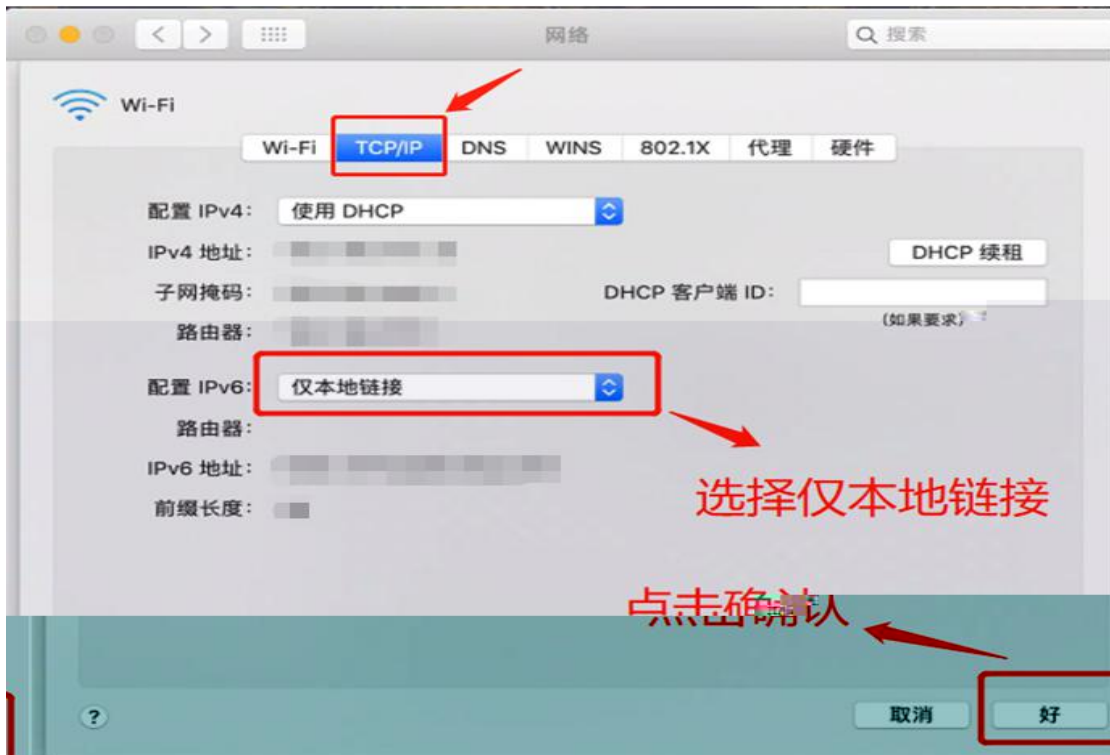 网络
搜索
Wi-Fi
Wi-Fi TCP/IP DNS WINS 802.1X 代理 硬件
配置 IPv4: 使用 DHCP
IPv4 地址: DHCP 续租
子网掩码: DHCP 客户端 ID:
路由器: (如果要求)
配置 IPv6: 仅本地链接
路由器:
IPv6 地址:
前缀长度:
选择仅本地链接
点击确认
? 取消 好